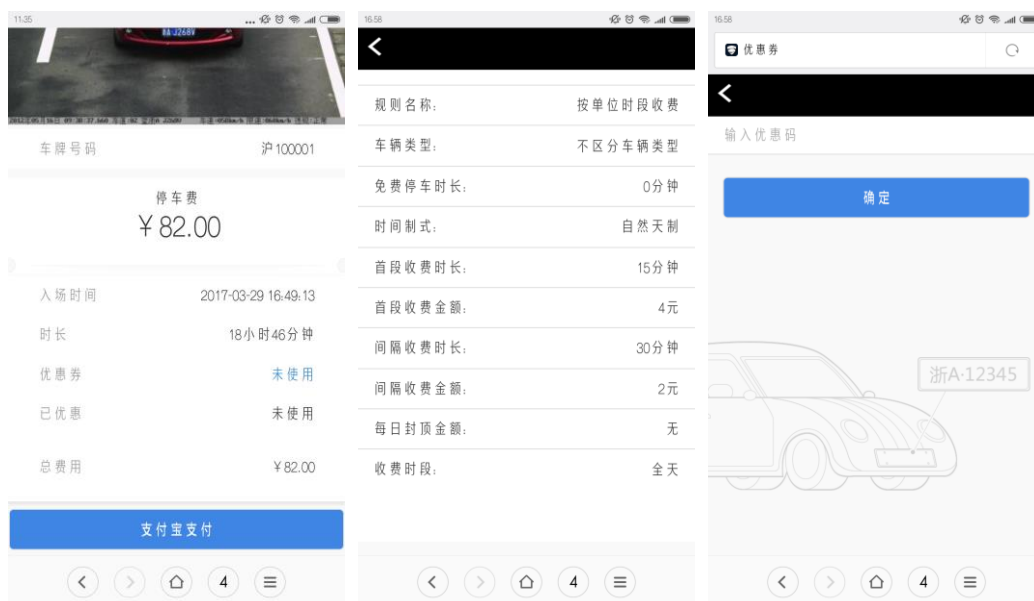 11:35
J268V
车牌号码 沪100001
停车费
¥82.00
入场时间 2017-03-29 16:49:13
时长 18小时46分钟
优惠券 未使用
已优惠 未使用
总费用 ¥82.00
支付宝支付
4
16:58
规则名称: 按单位时段收费
车辆类型: 不区分车辆类型
免费停车时长: 0分钟
时间制式: 自然天制
首段收费时长: 15分钟
首段收费金额: 4元
间隔收费时长: 30分钟
间隔收费金额: 2元
每日封顶金额: 无
收费时段: 全天
4
16:58
优惠券
输入优惠码
确定
浙A·12345
4